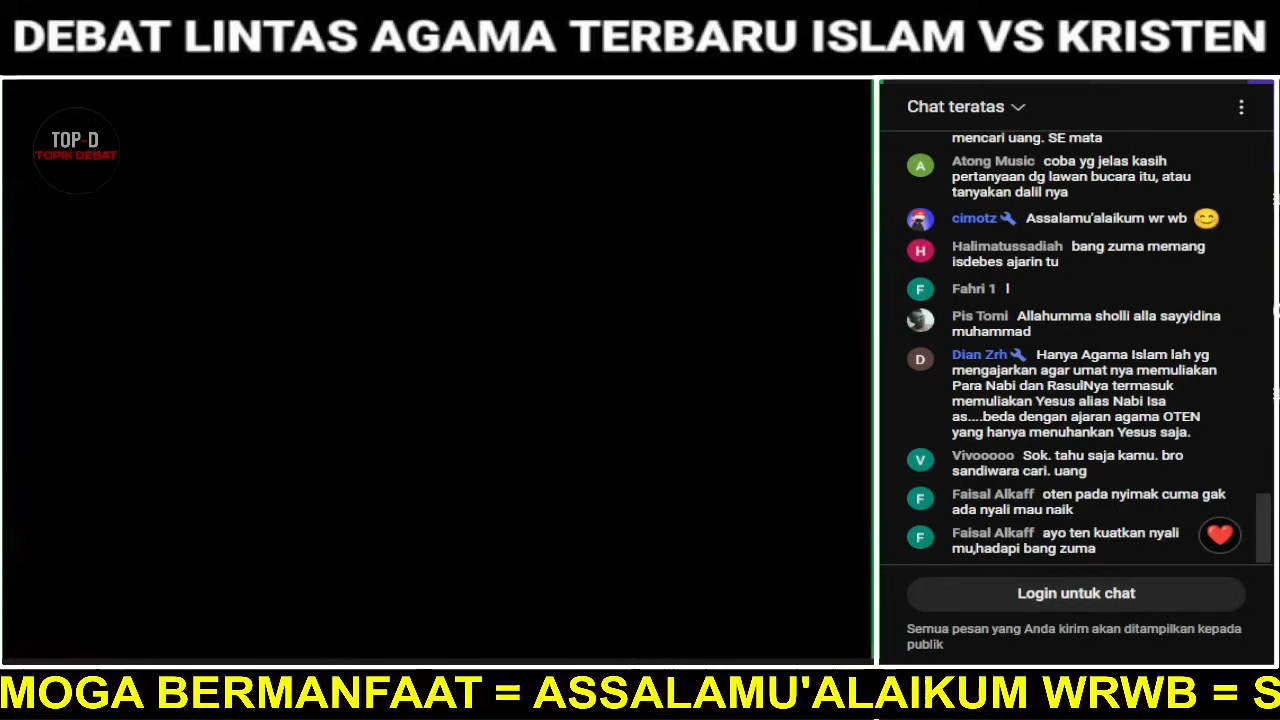 DEBAT LINTAS AGAMA TERBARU ISLAM VS KRISTEN
TOP-D
TOPIK DEBAT
Chat teratas
mencari uang. SE mata
Atong Music coba yg jelas kasih
pertanyaan dg lawan bucara itu, atau
tanyakan dalil nya
cimotz Assalamu'alaikum wr wb 😊
Halimatussadiah bang zuma memang
isdebes ajarin tu
Fahri 1 l
Pis Tomi Allahumma sholli alla sayyidina
muhammad
Dian Zrh Hanya Agama Islam lah yg
mengajarkan agar umat nya memuliakan
Para Nabi dan RasulNya termasuk
memuliakan Yesus alias Nabi Isa
as....beda dengan ajaran agama OTEN
yang hanya menuhankan Yesus saja.
Vivooooo Sok. tahu saja kamu. bro
sandiwara cari. uang
Faisal Alkaff oten pada nyimak cuma gak
ada nyali mau naik
Faisal Alkaff ayo ten kuatkan nyali
mu,hadapi bang zuma
Login untuk chat
Semua pesan yang Anda kirim akan ditampilkan kepada
publik
MOGA BERMANFAAT = ASSALAMU'ALAIKUM WRWB = S